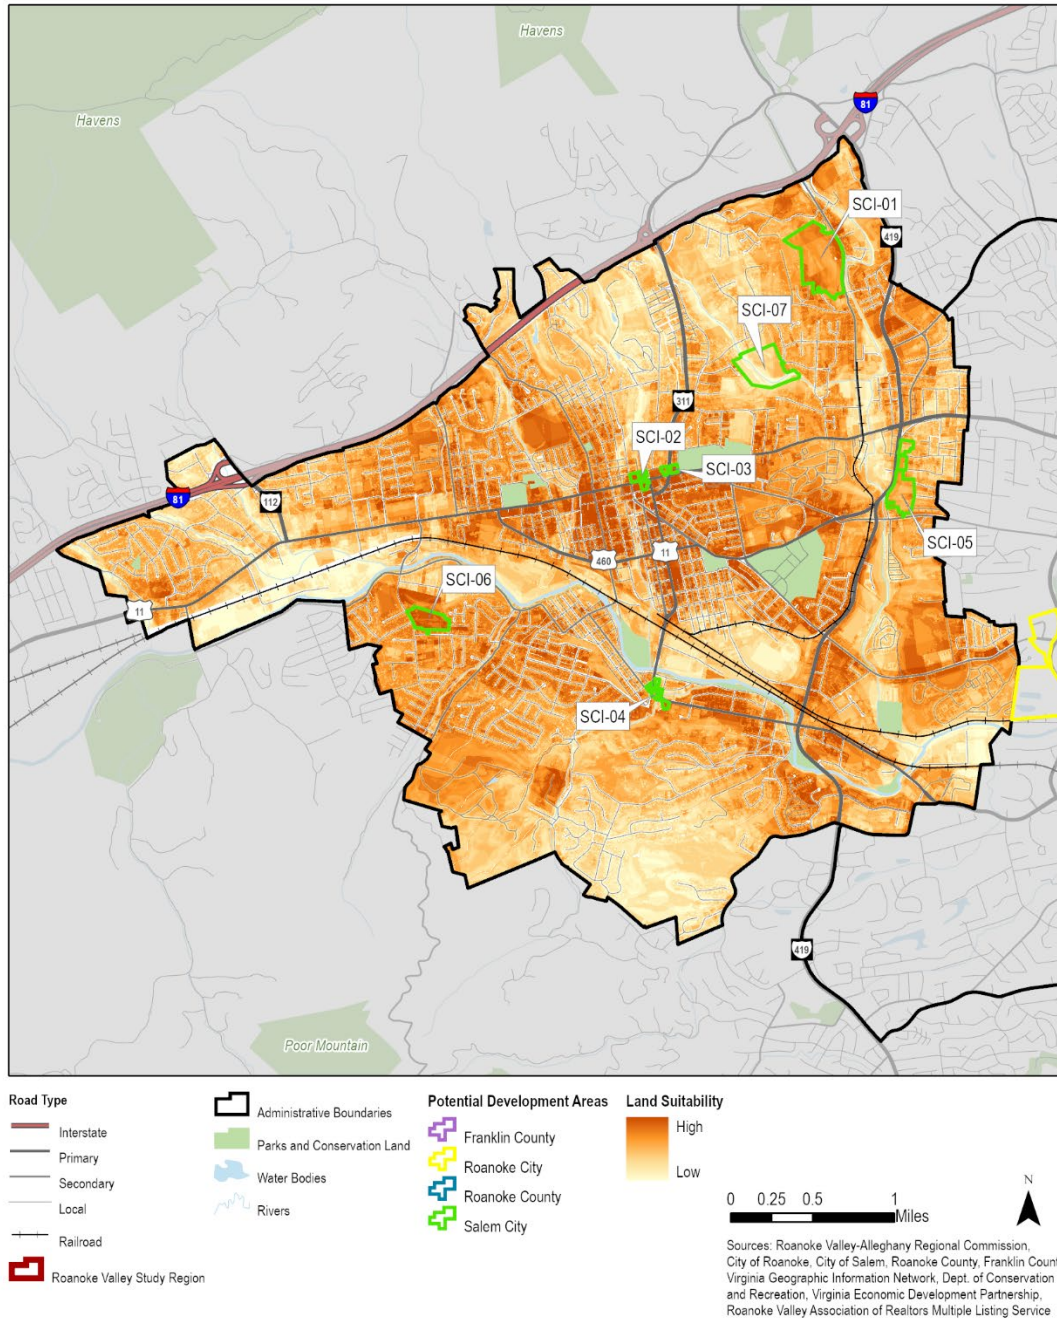 Havens
Havens
81
SCI-01
419
SCI-07
311
SCI-02
SCI-03
81
112
SCI-05
460
11
SCI-06
11
SCI-04
419
Poor Mountain
Road Type
Interstate
Primary
Secondary
Local
Railroad
Roanoke Valley Study Region
Administrative Boundaries
Parks and Conservation Land
Water Bodies
Rivers
Potential Development Areas
Franklin County
Roanoke City
Roanoke County
Salem City
Land Suitability
High
Low
0 0.25 0.5 1
Miles
N
Sources: Roanoke Valley-Alleghany Regional Commission,
City of Roanoke, City of Salem, Roanoke County, Franklin Count
Virginia Geographic Information Network, Dept. of Conservation
and Recreation, Virginia Economic Development Partnership,
Roanoke Valley Association of Realtors Multiple Listing Service